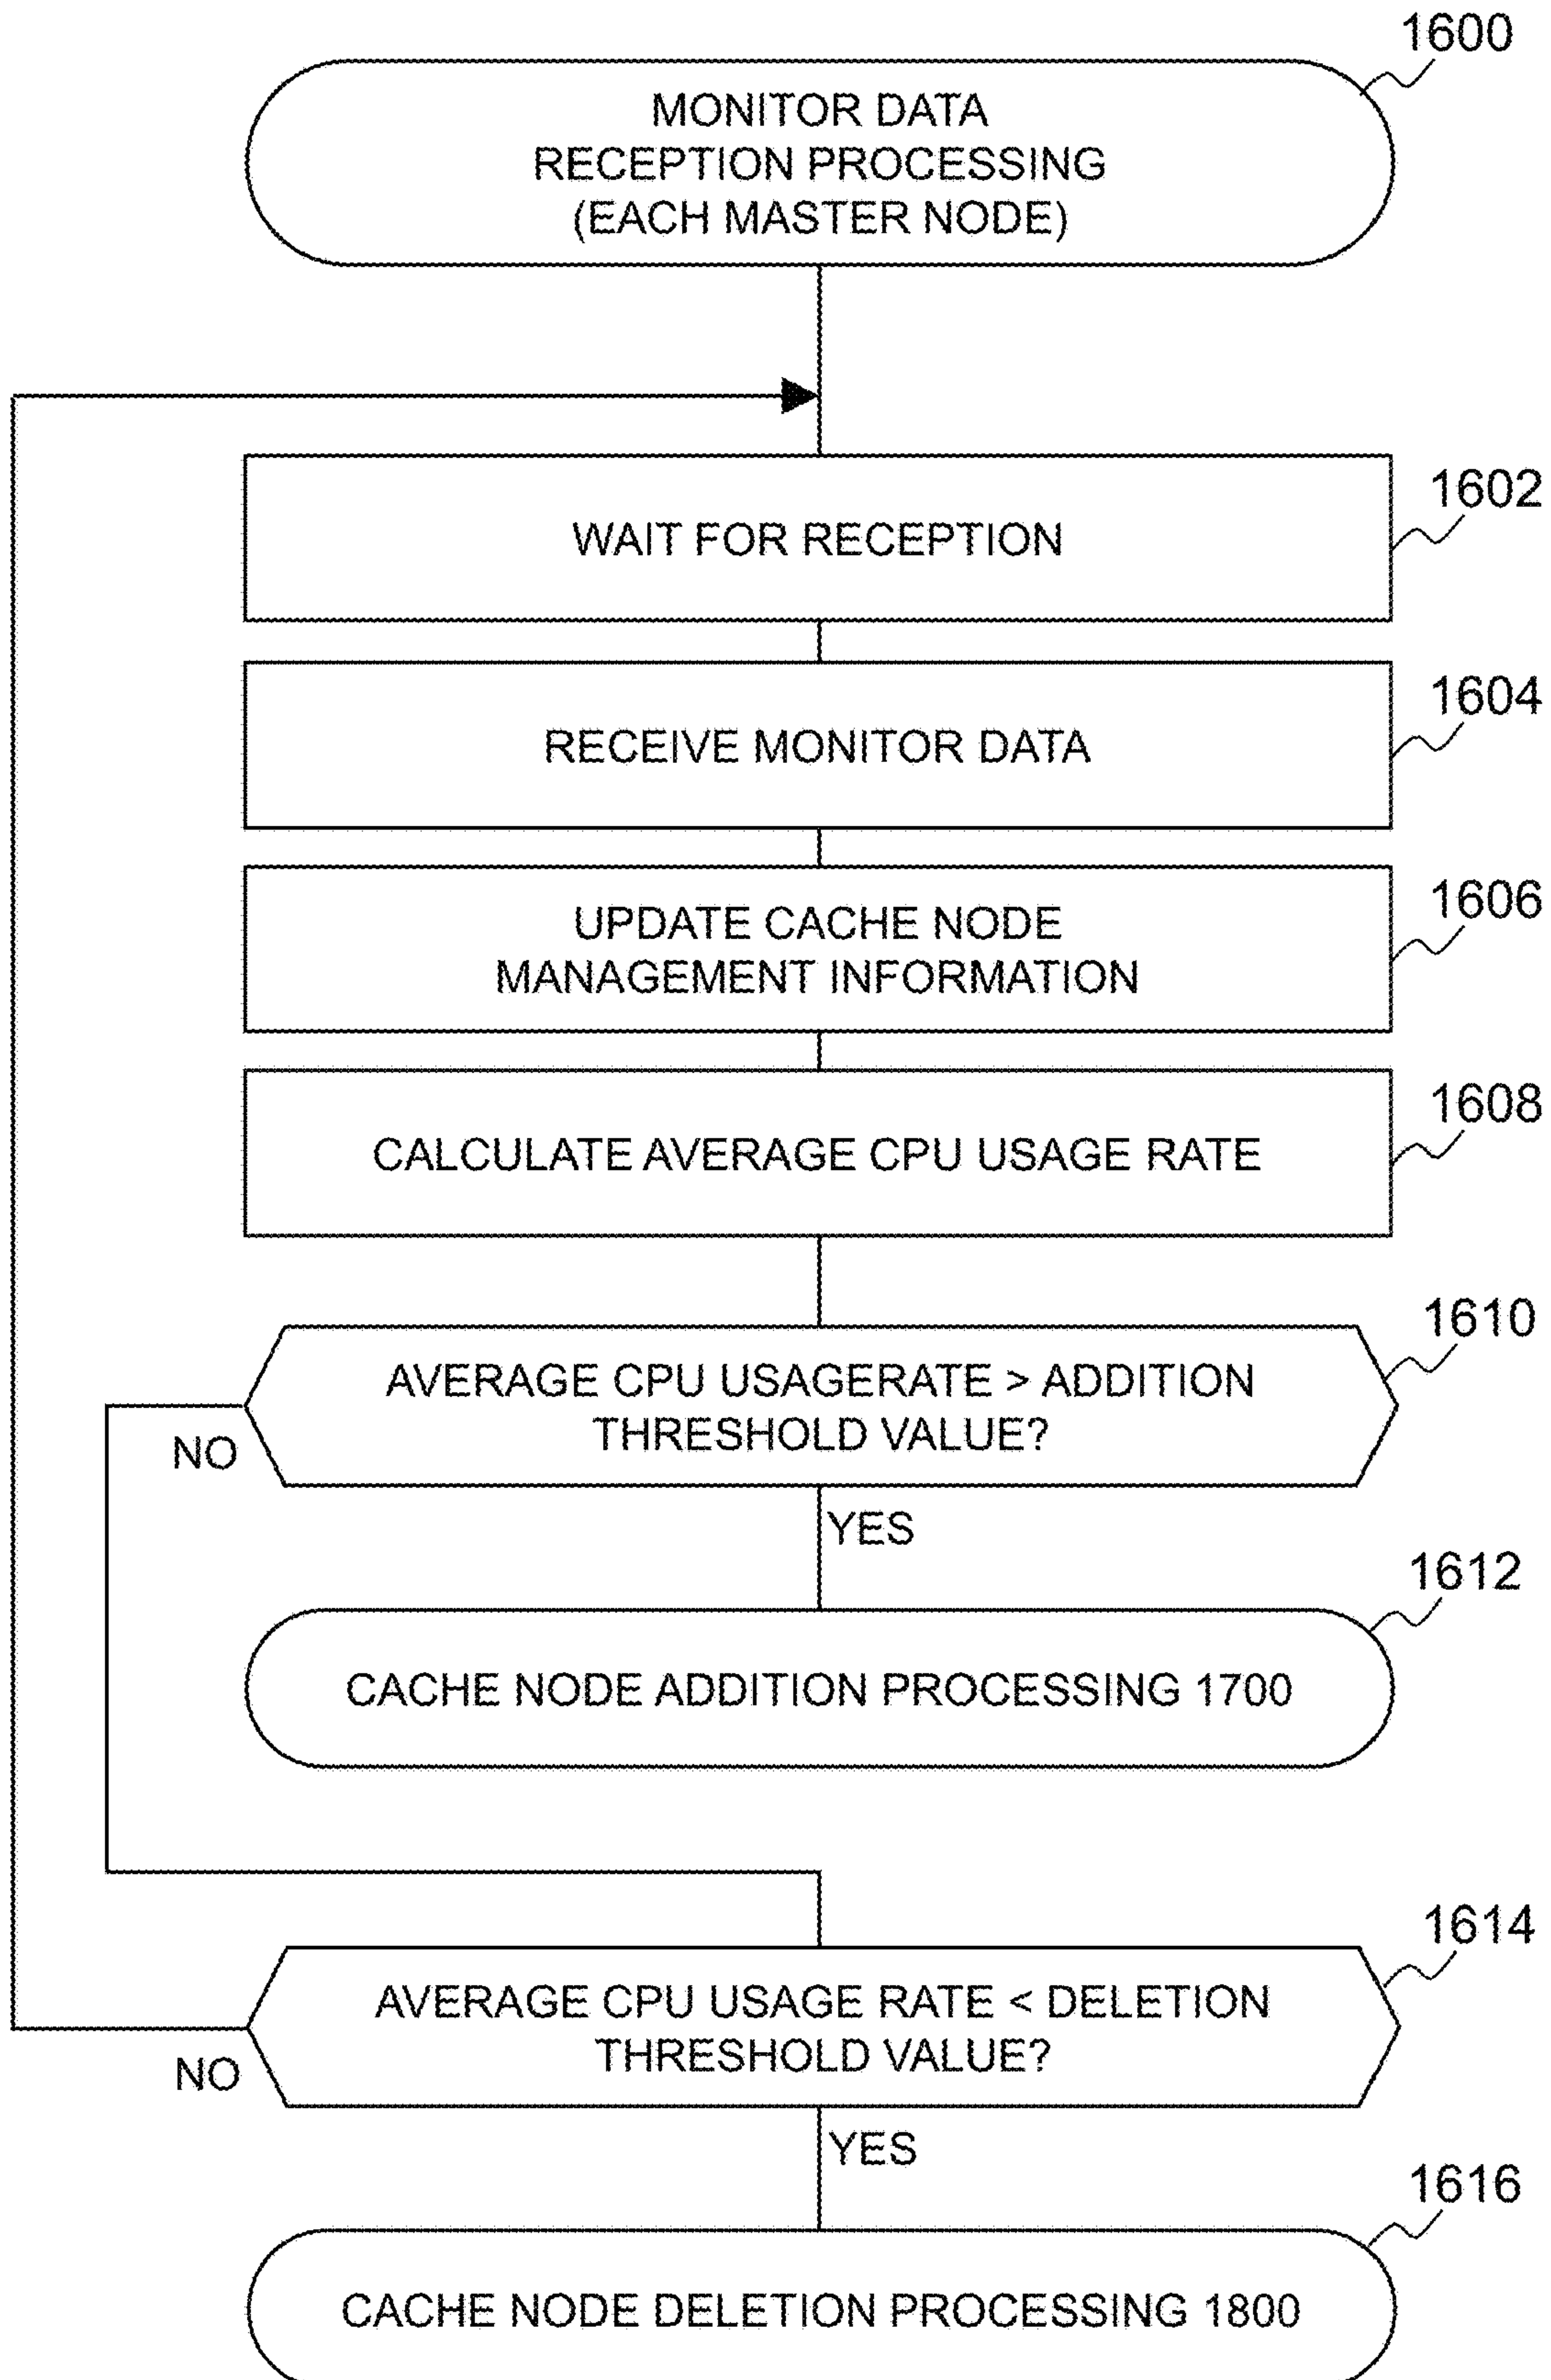 1600
MONITOR DATA
RECEPTION PROCESSING
(EACH MASTER NODE)
1602
WAIT FOR RECEPTION
1604
RECEIVE MONITOR DATA
1606
UPDATE CACHE NODE
MANAGEMENT INFORMATION
1608
CALCULATE AVERAGE CPU USAGE RATE
1610
AVERAGE CPU USAGERATE > ADDITION
THRESHOLD VALUE?
NO
YES
1612
CACHE NODE ADDITION PROCESSING 1700
1614
AVERAGE CPU USAGE RATE < DELETION
THRESHOLD VALUE?
NO
YES
1616
CACHE NODE DELETION PROCESSING 1800